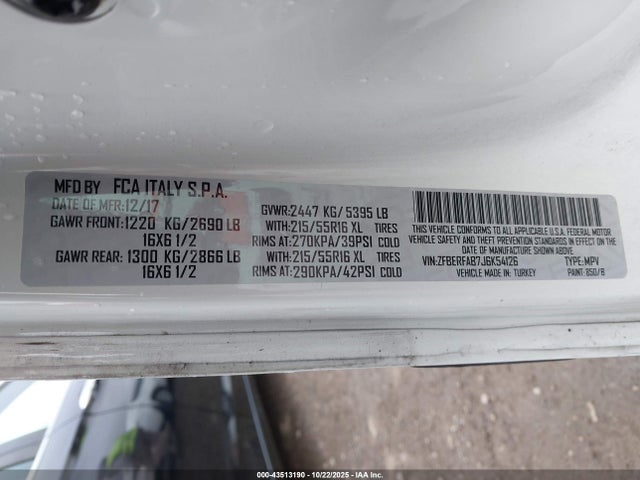 MFD BY FCA ITALY S.P.A.
DATE OF MFR:12/17
GAWR FRONT:1220 KG/2690 LB
16X6 1/2
GAWR REAR: 1300 KG/2866 LB
16X6 1/2
GVWR:2447 KG/5395 LB
WITH:215/55R16 XL TIRES
RIMS AT:270KPA/39PSI COLD
WITH:215/55R16 XL TIRES
RIMS AT:290KPA/42PSI COLD
THIS VEHICLE CONFORMS TO ALL APPLICABLE U.S.A. FEDERAL MOTOR
VEHICLE SAFETY STANDARDS IN EFFECT ON THE
DATE OF MANUFACTURE SHOWN ABOVE.
VIN:ZFBERFAB7J6K54126 TYPE: MPV
VEHICLE MADE IN: TURKEY PAINT: 850/B
000-43513190 - 10/22/2025 - IAA Inc.